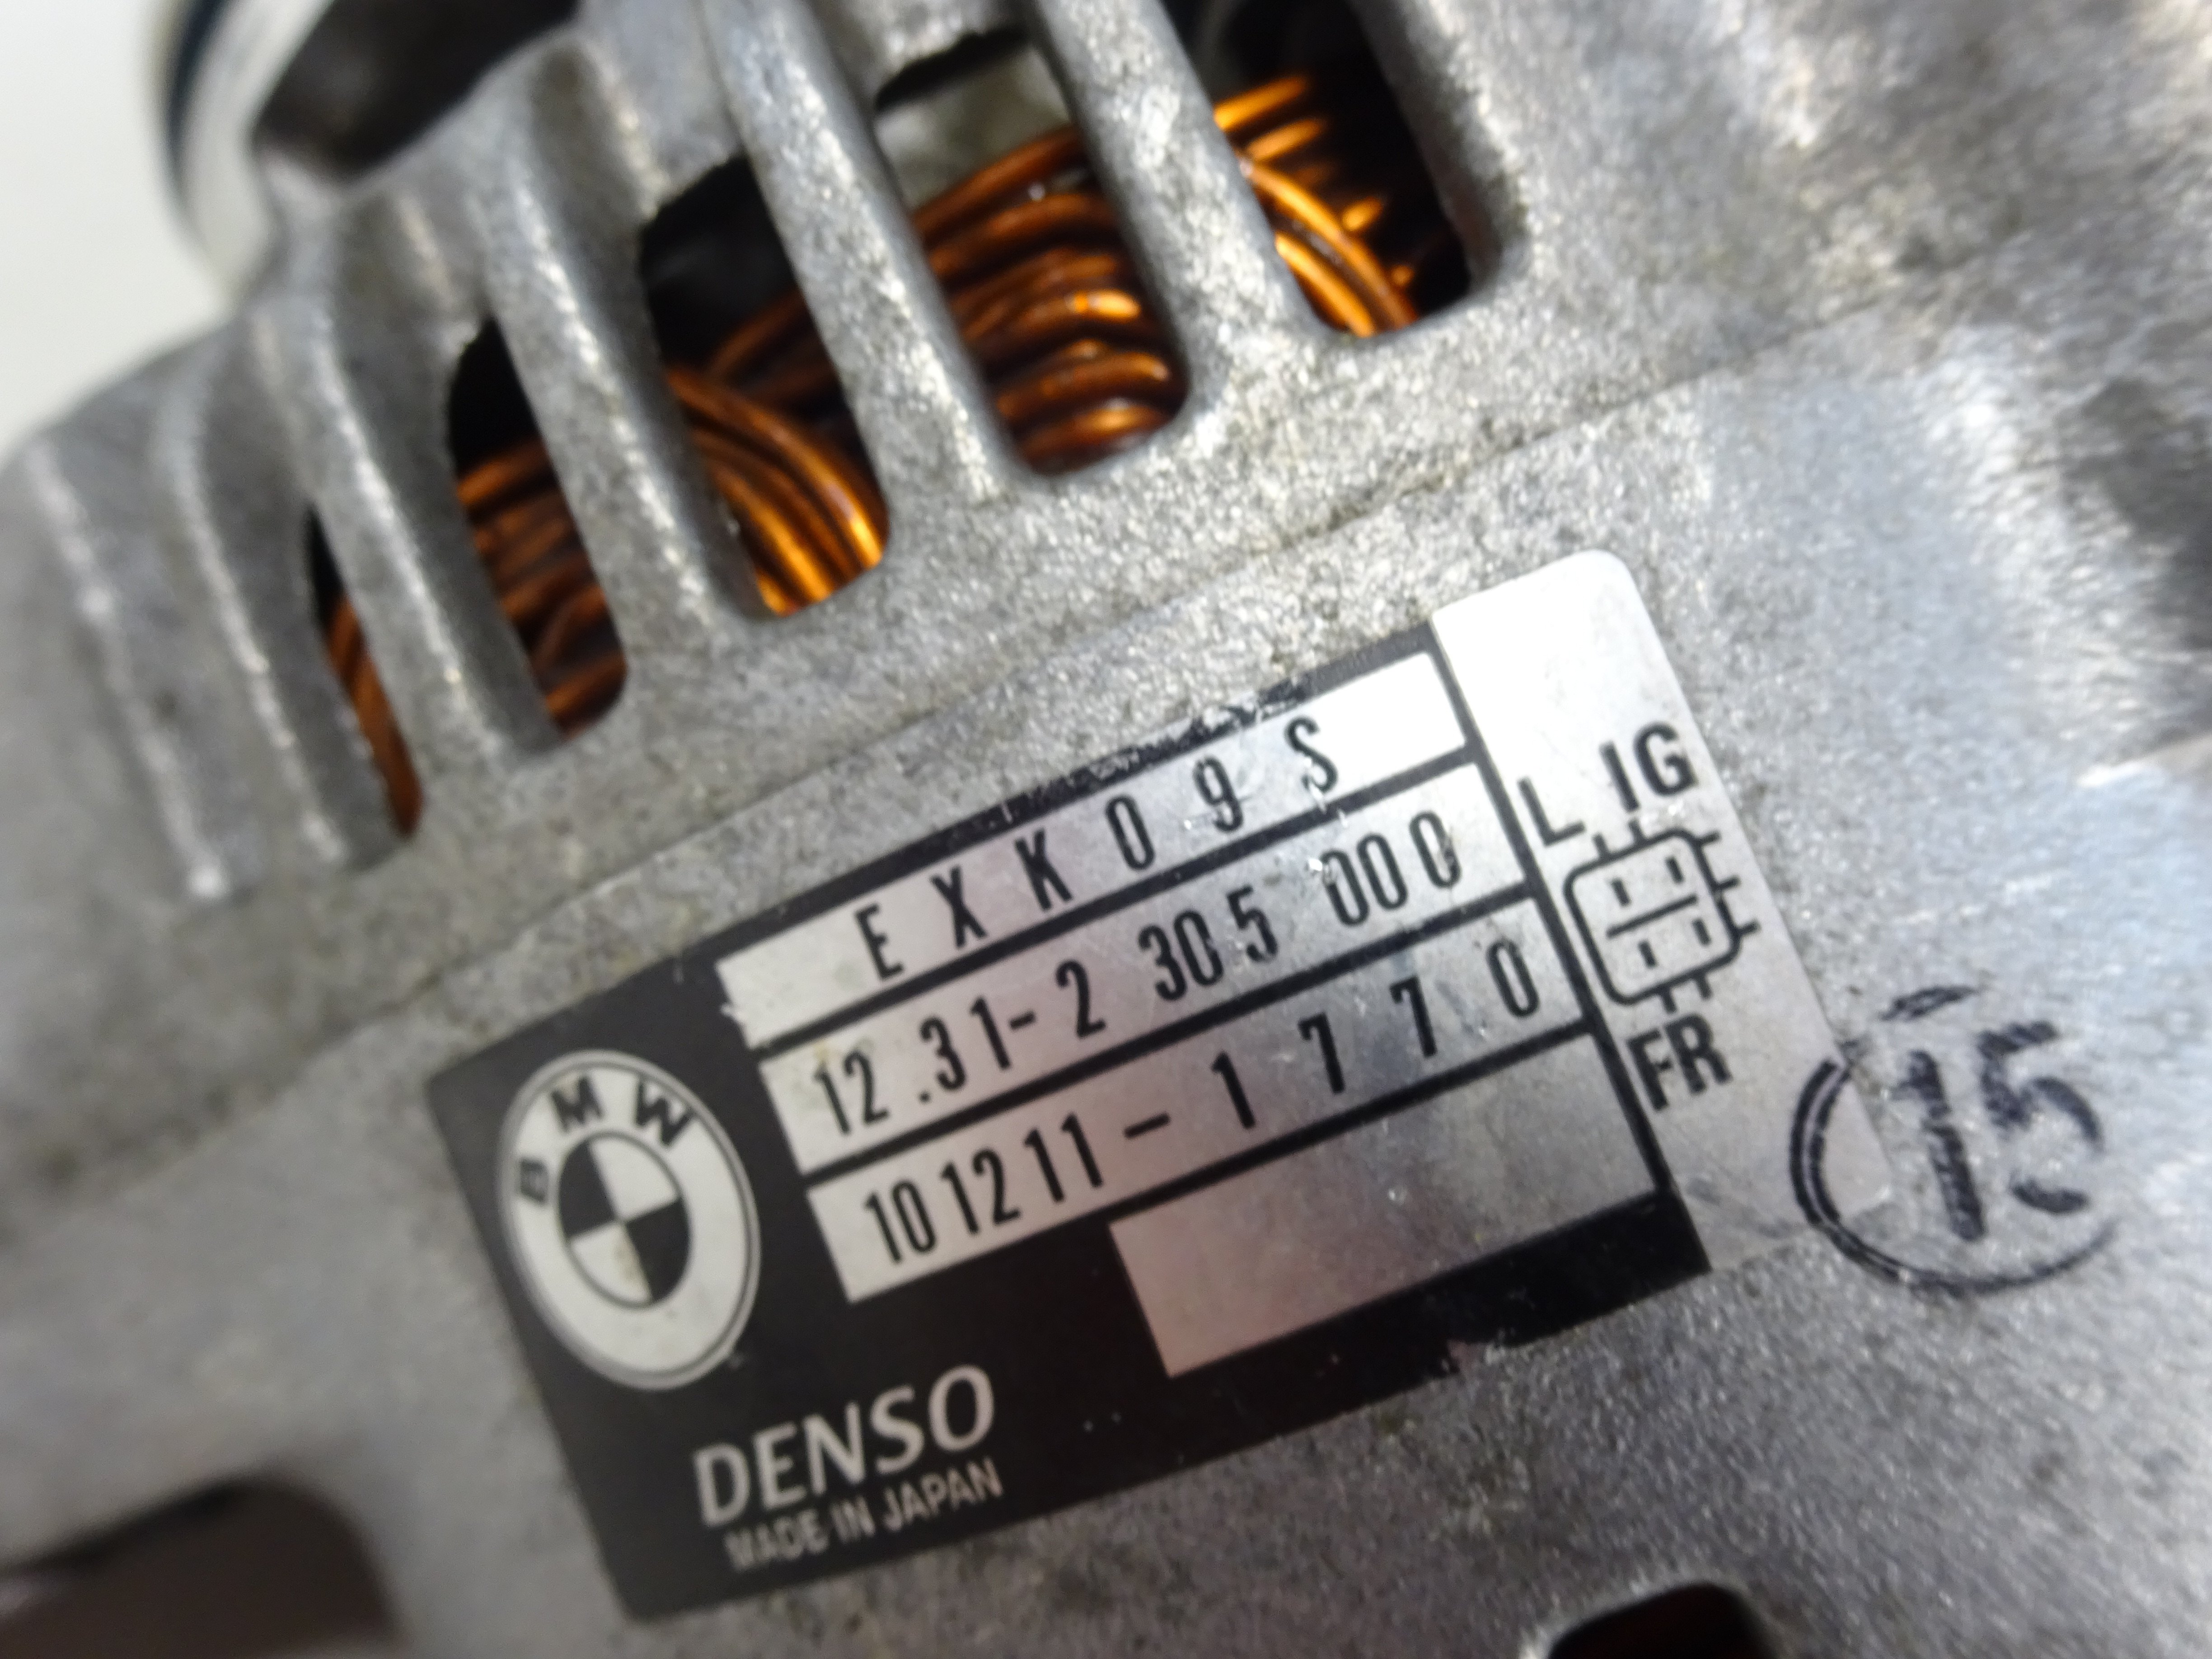 EXK09S
12.31-2 305 000
101211-1770
L IG
FR
BMW
DENSO
MADE IN JAPAN
15